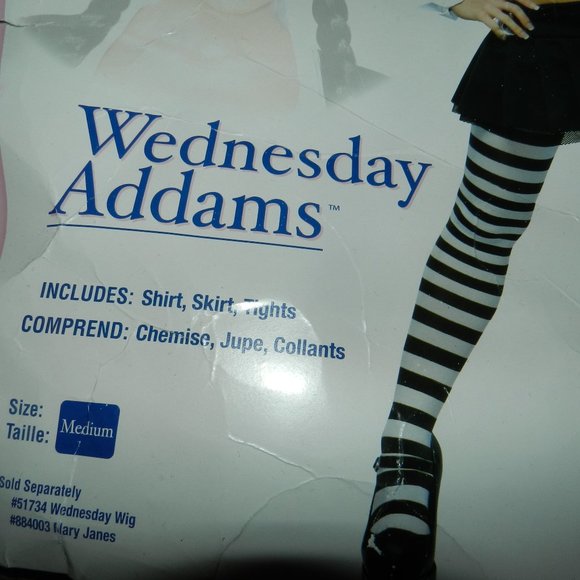 Wednesday
Addams™
INCLUDES: Shirt, Skirt, Tights
COMPREND: Chemise, Jupe, Collants
Size:
Taille:
Medium
Sold Separately
#51734 Wednesday Wig
#884003 Mary Janes